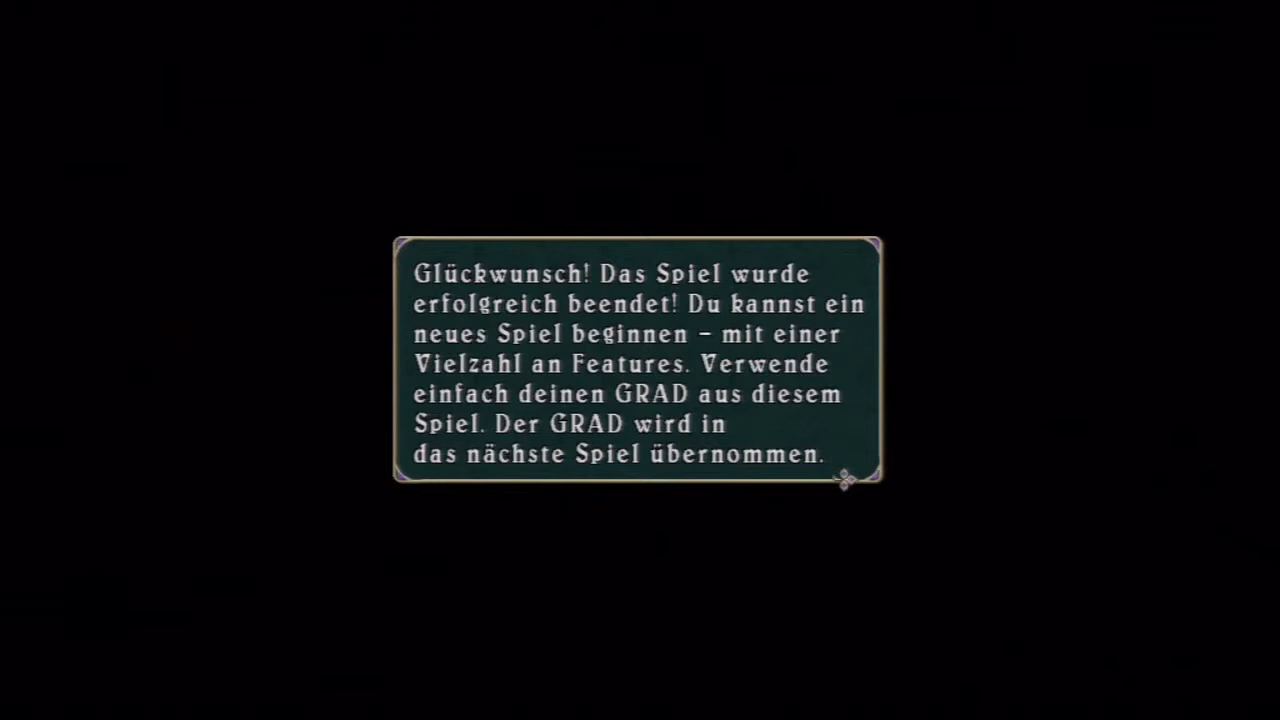 Glückwunsch! Das Spiel wurde
erfolgreich beendet! Du kannst ein
neues Spiel beginnen – mit einer
Vielzahl an Features. Verwende
einfach deinen GRAD aus diesem
Spiel. Der GRAD wird in
das nächste Spiel übernommen.